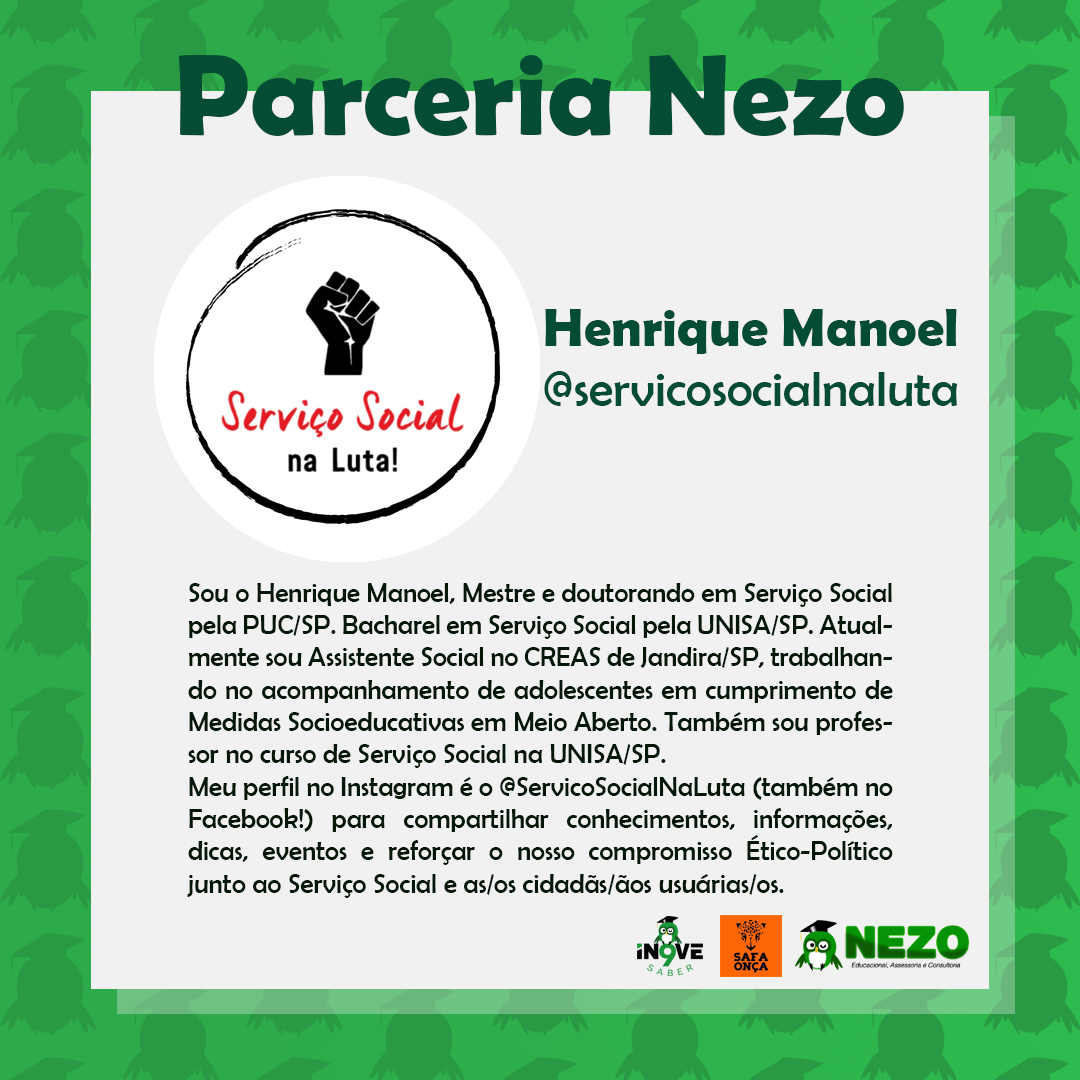 Parceria Nezo
Serviço Social
na Luta!
Henrique Manoel
@servicosocialnaluta
Sou o Henrique Manoel, Mestre e doutorando em Serviço Social
pela PUC/SP. Bacharel em Serviço Social pela UNISA/SP. Atual-
mente sou Assistente Social no CREAS de Jandira/SP, trabalhan-
do no acompanhamento de adolescentes em cumprimento de
Medidas Socioeducativas em Meio Aberto. Também sou profes-
sor no curso de Serviço Social na UNISA/SP.
Meu perfil no Instagram é o @ServicoSocialNaLuta (também no
Facebook!) para compartilhar conhecimentos, informações,
dicas, eventos e reforçar o nosso compromisso Ético-Político
junto ao Serviço Social e as/os cidadãs/ãos usuárias/os.
iN9VE
SABER
SAFA
ONÇA
NEZO
Educacional, Assessoria e Consultoria